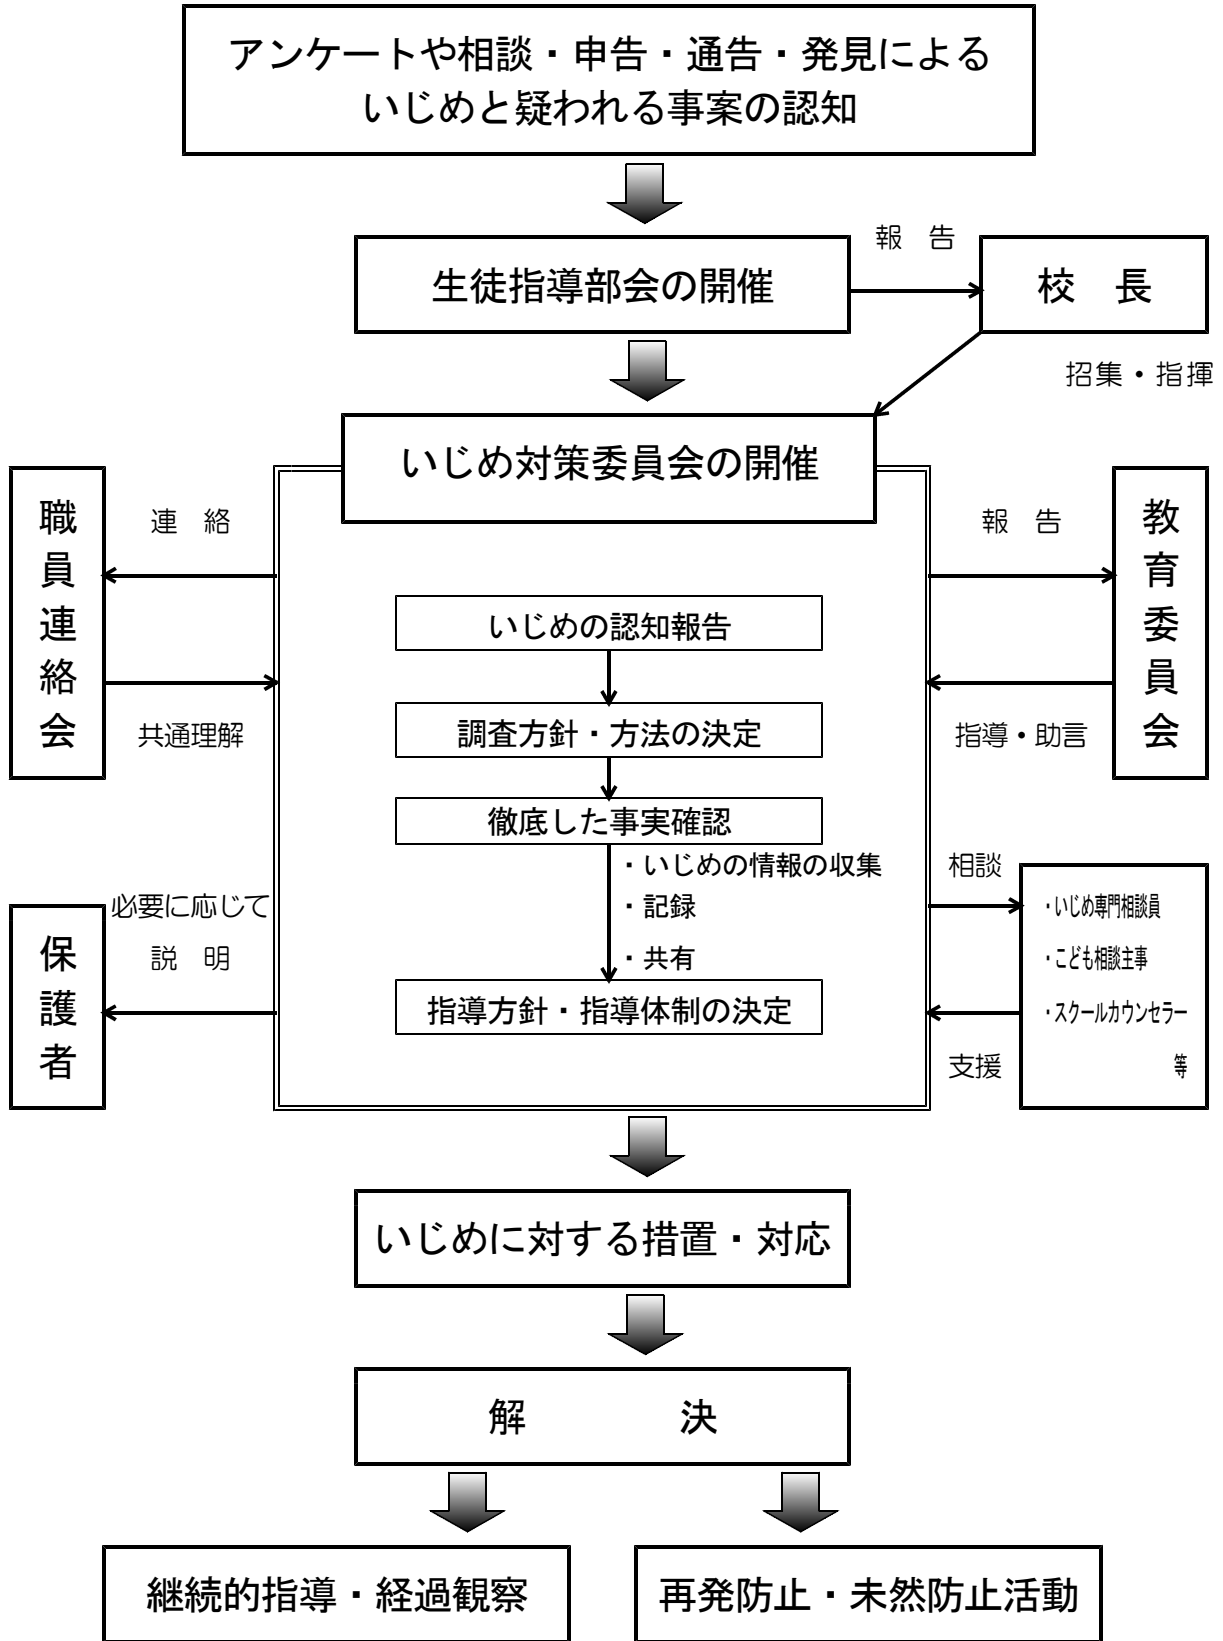 アンケートや相談・申告・通告・発見による
いじめと疑われる事案の認知
報　告
生徒指導部会の開催
校　長
招集・指揮
いじめ対策委員会の開催
職員連絡会
連　絡
報　告
教育委員会
いじめの認知報告
調査方針・方法の決定
共通理解
指導・助言
徹底した事実確認
・いじめの情報の収集
・記録
・共有
相談
・いじめ専門相談員
・こども相談主事
・スクールカウンセラー
等
必要に応じて
説　明
保護者
指導方針・指導体制の決定
支援
いじめに対する措置・対応
解　決
継続的指導・経過観察
再発防止・未然防止活動